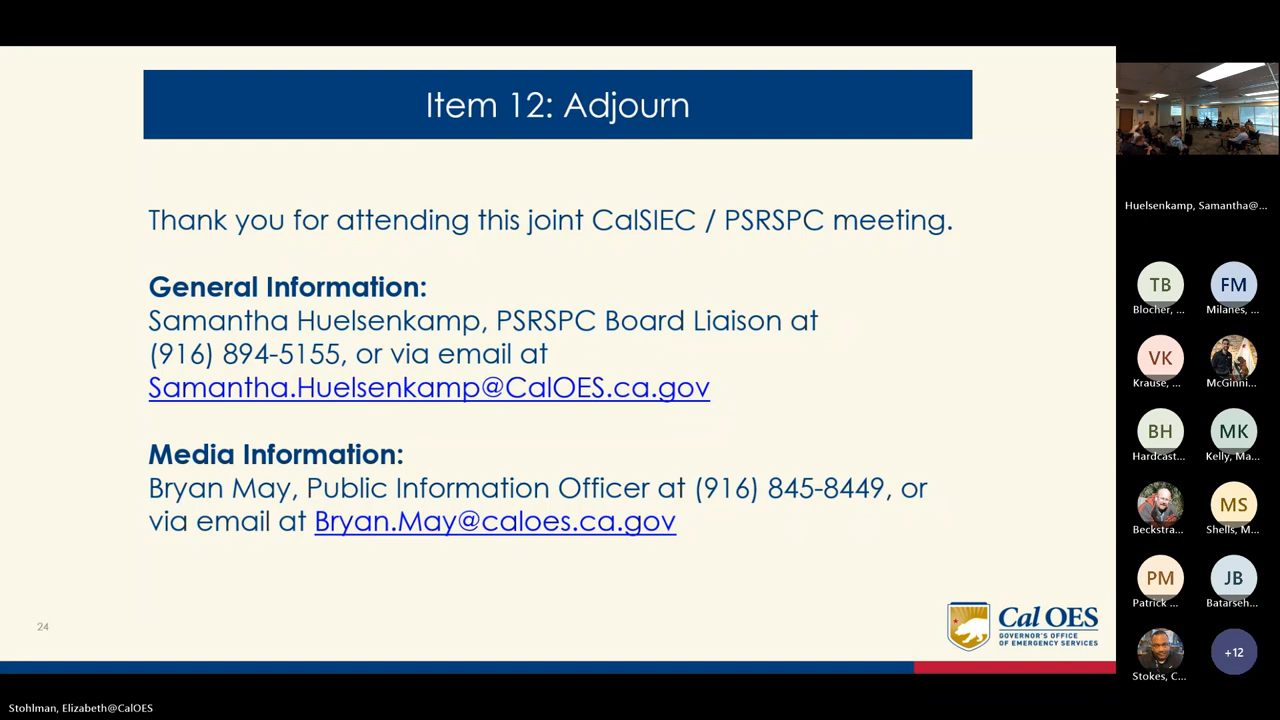 Item 12: Adjourn
Thank you for attending this joint CalSIEC / PSRSPC meeting.
General Information:
Samantha Huelsenkamp, PSRSPC Board Liaison at
(916) 894-5155, or via email at
Samantha.Huelsenkamp@CalOES.ca.gov
Media Information:
Bryan May, Public Information Officer at (916) 845-8449, or
via email at Bryan.May@caloes.ca.gov
24
Cal OES
GOVERNOR'S OFFICE
OF EMERGENCY SERVICES
Stohlman, Elizabeth@CalOES
Huelsenkamp, Samantha@...
TB
Blocher, ...
FM
Milanes, ...
VK
Krause, ...
McGinni...
BH
Hardcast...
MK
Kelly, Ma...
Beckstra...
MS
Shells, M...
PM
Patrick ...
JB
Batarseh...
Stokes, C...
+12